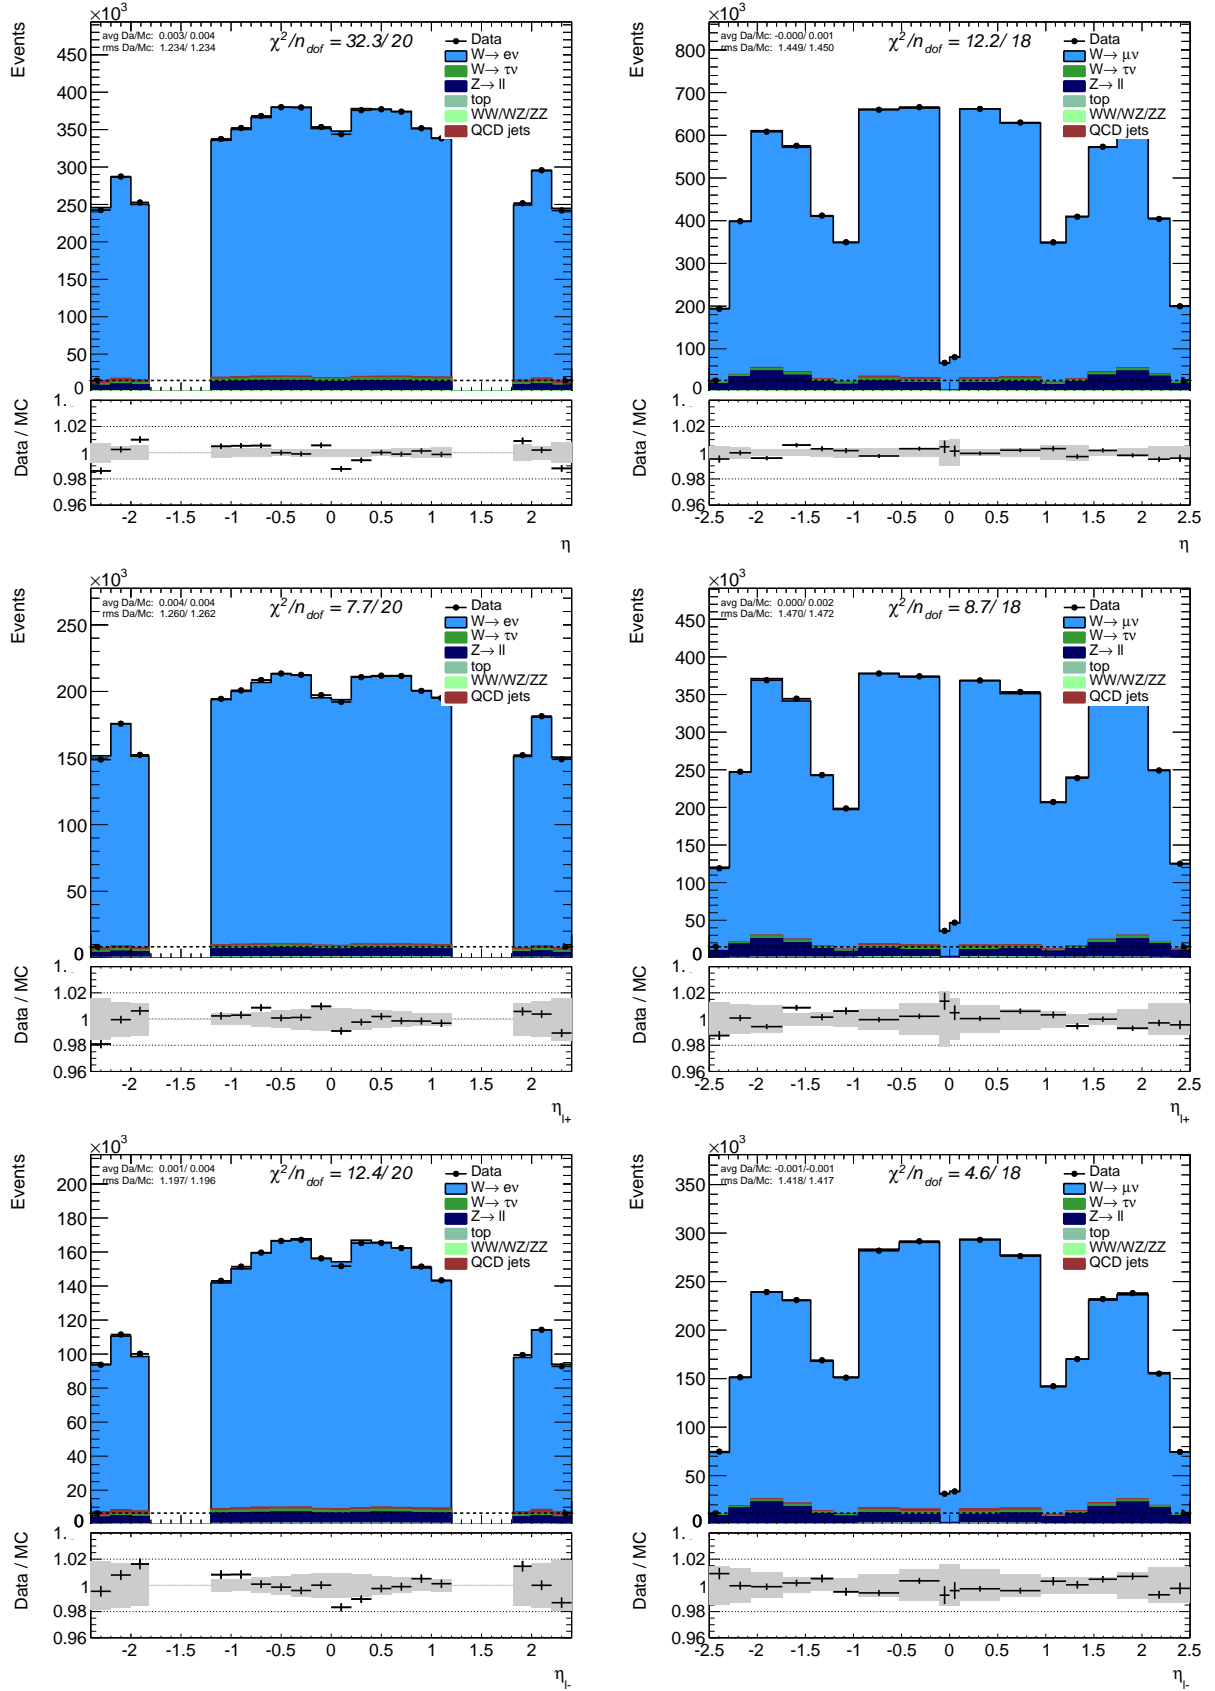 ×10³
Events
avg Da/Mc: 0.003/ 0.004
rms Da/Mc: 1.234/ 1.234
χ²/n_dof = 32.3/ 20
Data
W→ eν
W→ τν
Z→ ll
top
WW/WZ/ZZ
QCD jets
450
400
350
300
250
200
150
100
50
0
Data / MC
1.02
1
0.98
0.96
-2 -1.5 -1 -0.5 0 0.5 1 1.5 2
η
×10³
Events
avg Da/Mc: -0.000/ 0.001
rms Da/Mc: 1.449/ 1.450
χ²/n_dof = 12.2/ 18
Data
W→ μν
W→ τν
Z→ ll
top
WW/WZ/ZZ
QCD jets
800
700
600
500
400
300
200
100
0
Data / MC
1.02
1
0.98
0.96
-2.5 -2 -1.5 -1 -0.5 0 0.5 1 1.5 2 2.5
η
×10³
Events
avg Da/Mc: 0.004/ 0.004
rms Da/Mc: 1.260/ 1.262
χ²/n_dof = 7.7/ 20
Data
W→ eν
W→ τν
Z→ ll
top
WW/WZ/ZZ
QCD jets
250
200
150
100
50
0
Data / MC
1.02
1
0.98
0.96
-2 -1.5 -1 -0.5 0 0.5 1 1.5 2
η_l+
×10³
Events
avg Da/Mc: 0.000/ 0.002
rms Da/Mc: 1.470/ 1.472
χ²/n_dof = 8.7/ 18
Data
W→ μν
W→ τν
Z→ ll
top
WW/WZ/ZZ
QCD jets
450
400
350
300
250
200
150
100
50
0
Data / MC
1.02
1
0.98
0.96
-2.5 -2 -1.5 -1 -0.5 0 0.5 1 1.5 2 2.5
η_l+
×10³
Events
avg Da/Mc: 0.001/ 0.004
rms Da/Mc: 1.197/ 1.196
χ²/n_dof = 12.4/ 20
Data
W→ eν
W→ τν
Z→ ll
top
WW/WZ/ZZ
QCD jets
200
180
160
140
120
100
80
60
40
20
0
Data / MC
1.02
1
0.98
0.96
-2 -1.5 -1 -0.5 0 0.5 1 1.5 2
η_l-
×10³
Events
avg Da/Mc: -0.001/-0.001
rms Da/Mc: 1.418/ 1.417
χ²/n_dof = 4.6/ 18
Data
W→ μν
W→ τν
Z→ ll
top
WW/WZ/ZZ
QCD jets
350
300
250
200
150
100
50
0
Data / MC
1.02
1
0.98
0.96
-2.5 -2 -1.5 -1 -0.5 0 0.5 1 1.5 2 2.5
η_l-